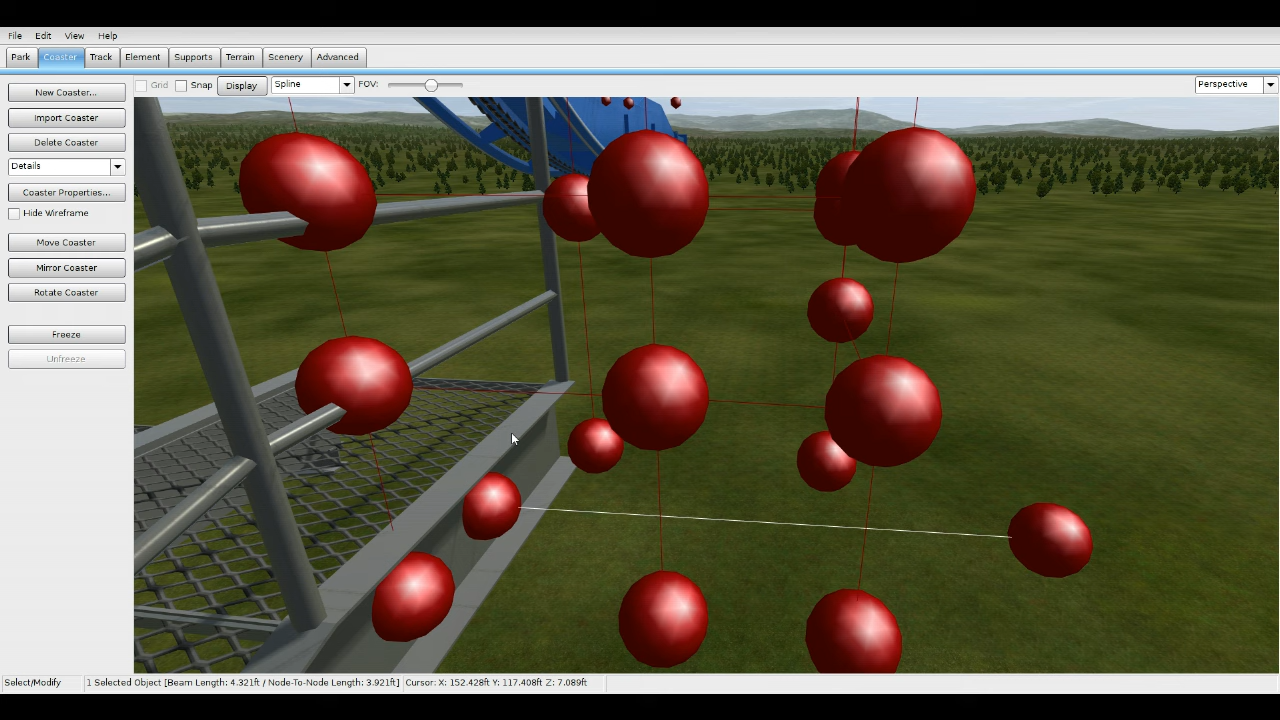 File Edit View Help
Park Coaster Track Element Supports Terrain Scenery Advanced
New Coaster... Grid Snap Display Spline FOV: Perspective
Import Coaster
Delete Coaster
Details
Coaster Properties...
Hide Wireframe
Move Coaster
Mirror Coaster
Rotate Coaster
Freeze
Unfreeze
Select/Modify 1 Selected Object [Beam Length: 4.321ft / Node-To-Node Length: 3.921ft] Cursor: X: 152.428ft Y: 117.408ft Z: 7.089ft